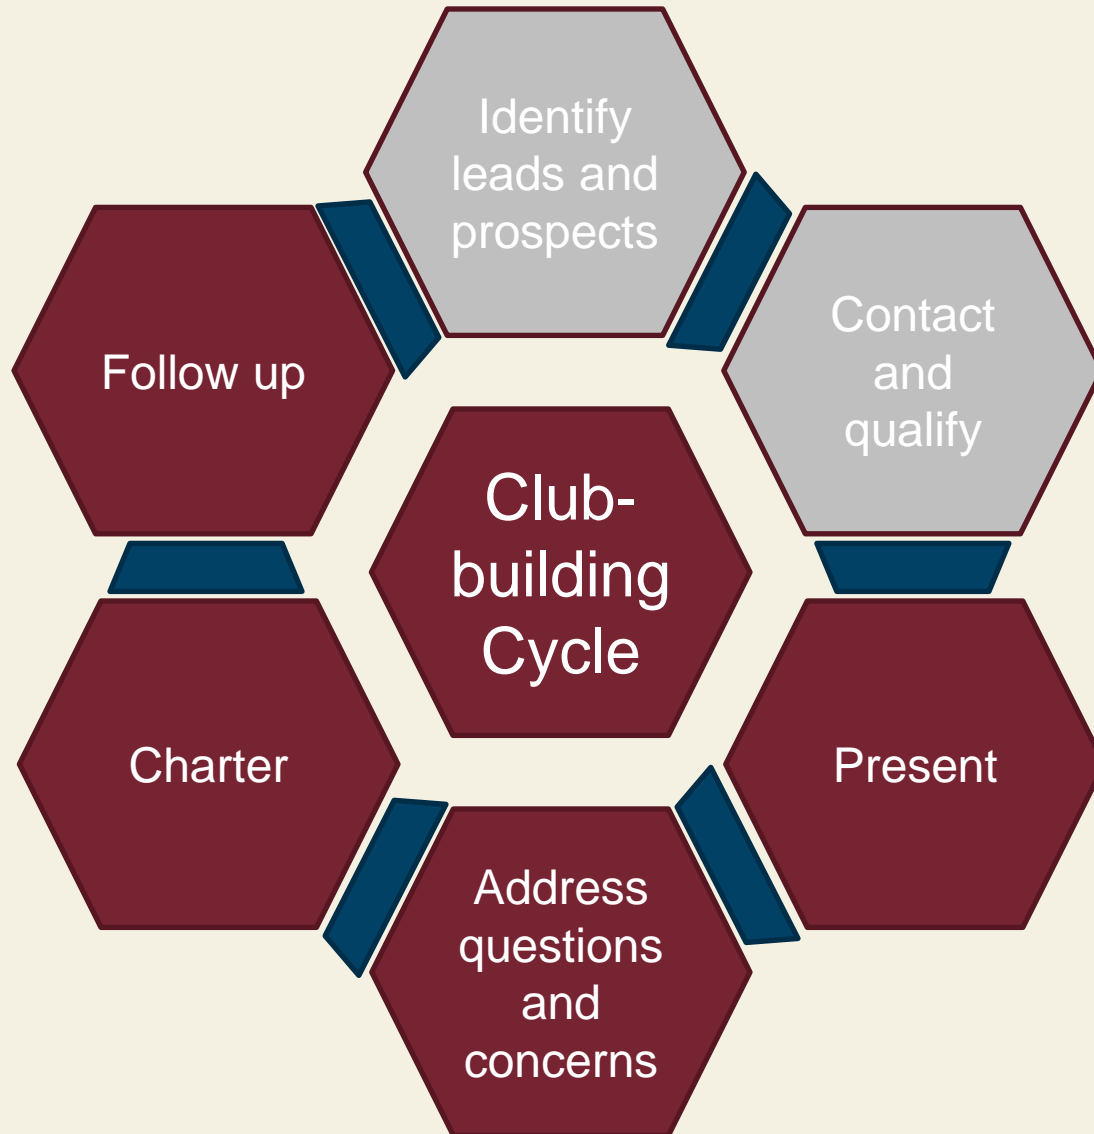 Identify
leads and
prospects
Contact
and
qualify
Follow up
Club-
building
Cycle
Charter
Present
Address
questions
and
concerns